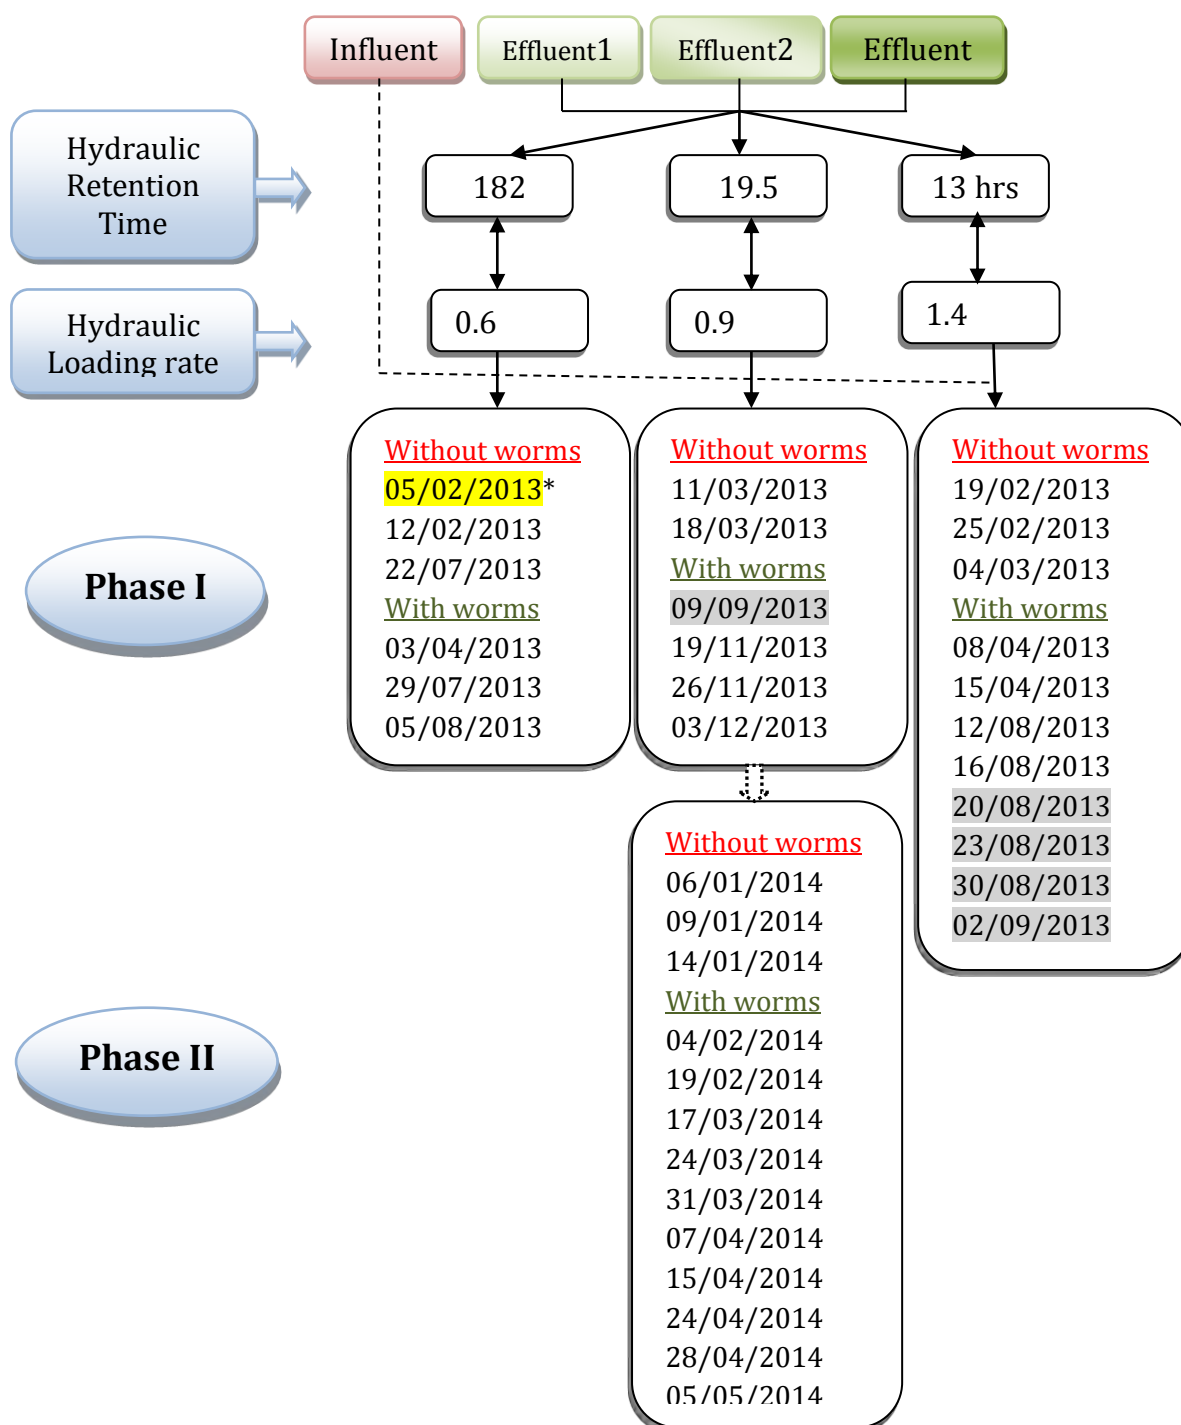 Influent
Effluent1
Effluent2
Effluent
Hydraulic
Retention
Time
182
19.5
13 hrs
Hydraulic
Loading rate
0.6
0.9
1.4
Phase I
Without worms
05/02/2013*
12/02/2013
22/07/2013
With worms
03/04/2013
29/07/2013
05/08/2013
Without worms
11/03/2013
18/03/2013
With worms
09/09/2013
19/11/2013
26/11/2013
03/12/2013
Without worms
19/02/2013
25/02/2013
04/03/2013
With worms
08/04/2013
15/04/2013
12/08/2013
16/08/2013
20/08/2013
23/08/2013
30/08/2013
02/09/2013
Phase II
Without worms
06/01/2014
09/01/2014
14/01/2014
With worms
04/02/2014
19/02/2014
17/03/2014
24/03/2014
31/03/2014
07/04/2014
15/04/2014
24/04/2014
28/04/2014
05/05/2014